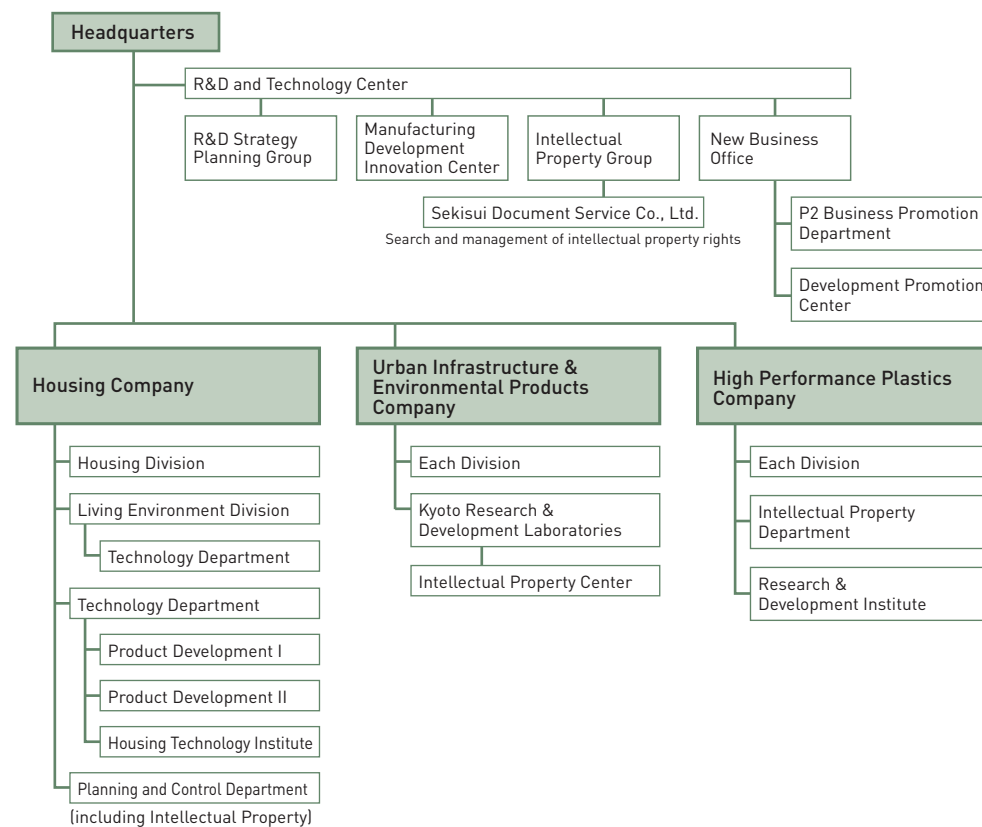 Headquarters
R&D and Technology Center
R&D Strategy
Planning Group
Manufacturing
Development
Innovation Center
Intellectual
Property Group
New Business
Office
Sekisui Document Service Co., Ltd.
Search and management of intellectual property rights
P2 Business Promotion
Department
Development Promotion
Center
Housing Company
Housing Division
Living Environment Division
Technology Department
Technology Department
Product Development I
Product Development II
Housing Technology Institute
Planning and Control Department
(including Intellectual Property)
Urban Infrastructure &
Environmental Products
Company
Each Division
Kyoto Research &
Development Laboratories
Intellectual Property Center
High Performance Plastics
Company
Each Division
Intellectual Property
Department
Research &
Development Institute